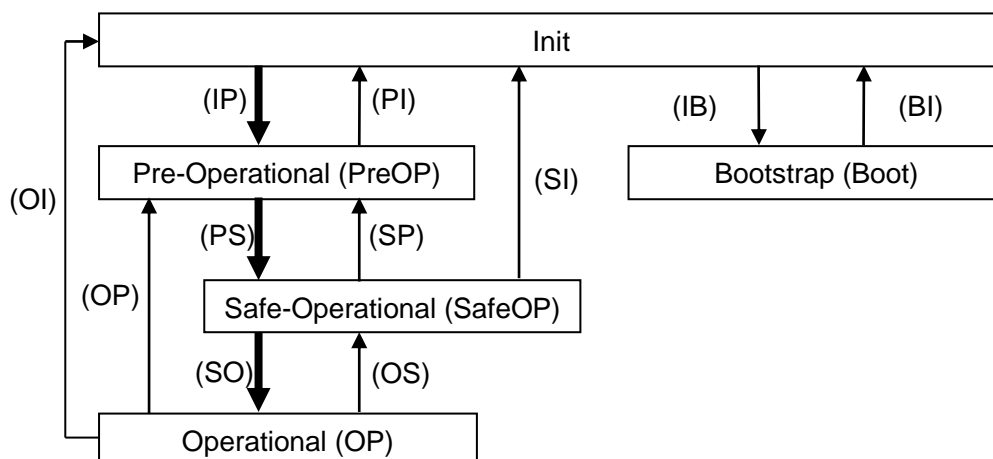 Init
(IP)
(PI)
(IB)
(BI)
Pre-Operational (PreOP)
Bootstrap (Boot)
(OI)
(SI)
(PS)
(SP)
(OP)
Safe-Operational (SafeOP)
(SO)
(OS)
Operational (OP)